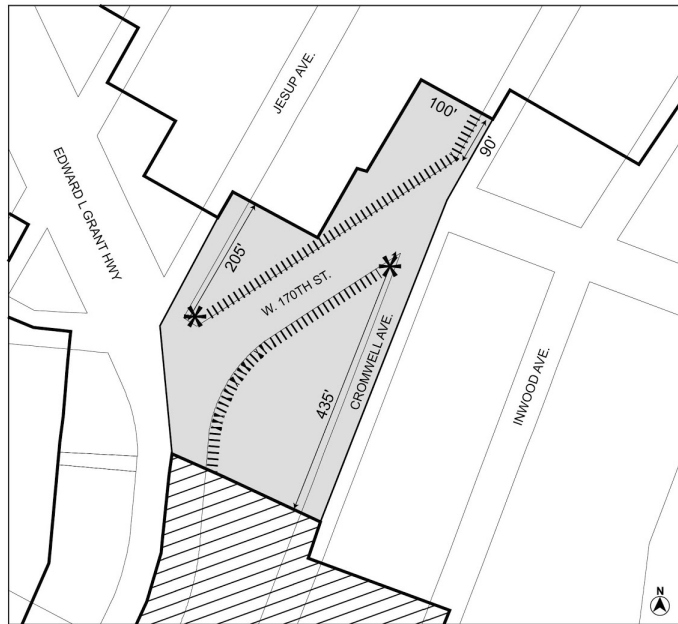 JESUP AVE.
100'
90'
EDWARD L GRANT HWY
205'
W. 170TH ST.
CROMWELL AVE.
435'
INWOOD AVE.
N